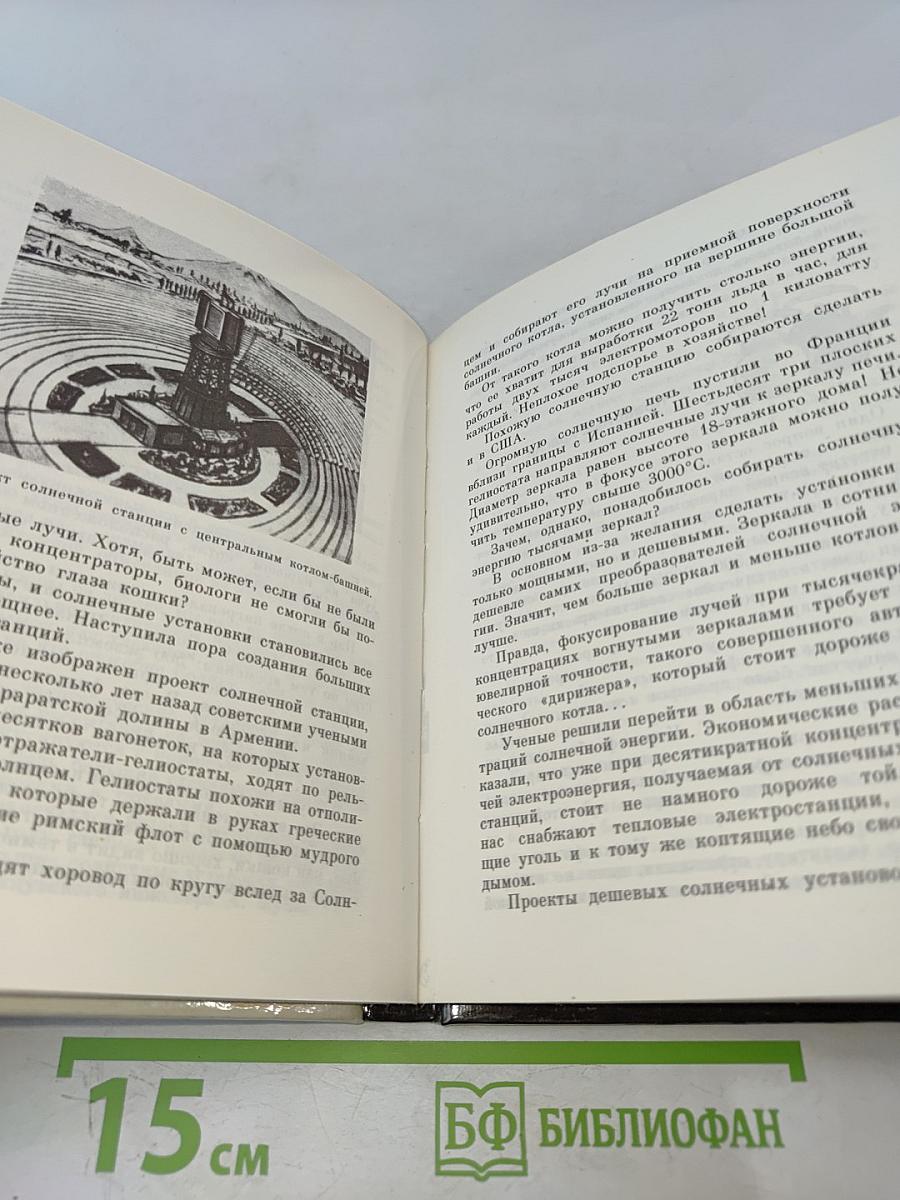 кт солнечной станции с центральным котлом-башней.
ые лучи. Хотя, быть может, если бы не были
концентраторы, биологи не смогли бы по-
йство глаза кошки?
ы, и солнечные установки становились все
ощнее. Наступила пора создания больших
танций.
ке изображен проект солнечной станции,
несколько лет назад советскими учеными
раратской долины в Армении.
десятков вагонеток, на которых установ-
отражатели-гелиостаты, ходят по рель-
олнцем. Гелиостаты похожи на отполи-
которые держали в руках греческие
ие римский флот с помощью мудрого
дят хоровод по кругу вслед за Солн-
цем и собирают его лучи на приемной поверхности
солнечного котла, установленного на вершине большой
башни.
От такого котла можно получить столько энергии,
что ее хватит для выработки 22 тонн льда в час, для
работы двух тысяч электромоторов по 1 киловатту
каждый. Неплохое подспорье в хозяйстве!
Похожую солнечную станцию собираются сделать
и в США.
Огромную солнечную печь пустили во Франции
вблизи границы с Испанией. Шестьдесят три плоских
гелиостата направляют солнечные лучи к зеркалу печи.
Диаметр зеркала равен высоте 18-этажного дома! Не
удивительно, что в фокусе этого зеркала можно полу
чить температуру свыше 3000°С.
Зачем, однако, понадобилось собирать солнечну
энергию тысячами зеркал?
В основном из-за желания сделать установки
только мощными, но и дешевыми. Зеркала в сотни
дешевле самих преобразователей солнечной э
гии. Значит, чем больше зеркал и меньше котлов
лучше.
Правда, фокусирование лучей при тысячекра
концентрациях вогнутыми зеркалами требует
ювелирной точности, такого совершенного авт
ческого «дирижера», который стоит дороже
солнечного котла...
Ученые решили перейти в область меньших
траций солнечной энергии. Экономические рас
казали, что уже при десятикратной концентр
чей электроэнергия, получаемая от солнечных
станций, стоит не намного дороже той
нас снабжают тепловые электростанции,
щие уголь и к тому же коптящие небо сво
дымом.
Проекты дешевых солнечных установо
15 см
БФ БИБЛИОФАН